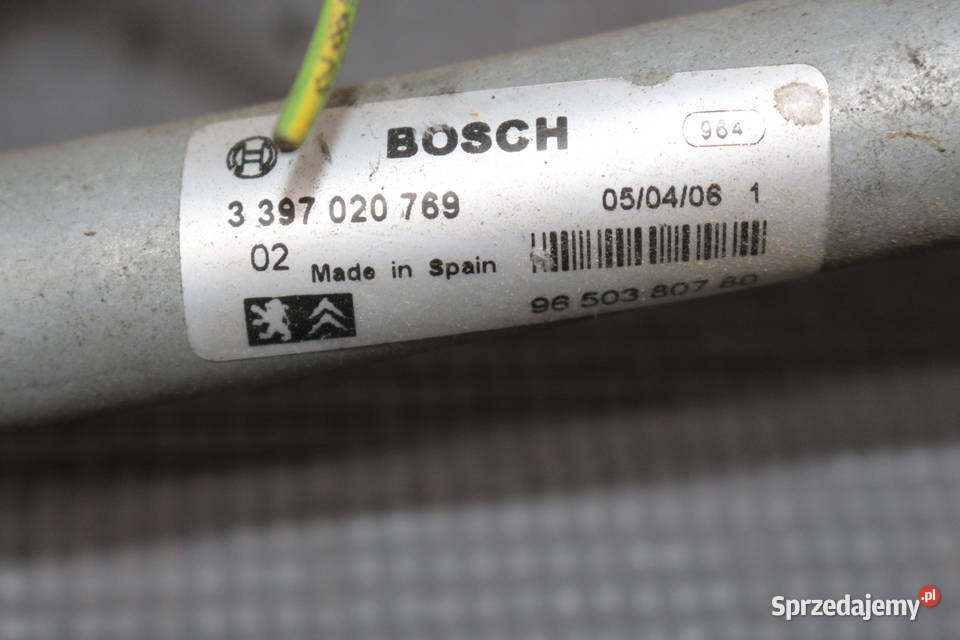 BOSCH 964
3 397 020 769 05/04/06 1
02 Made in Spain
96 503 807 80
Sprzedajemy.pl